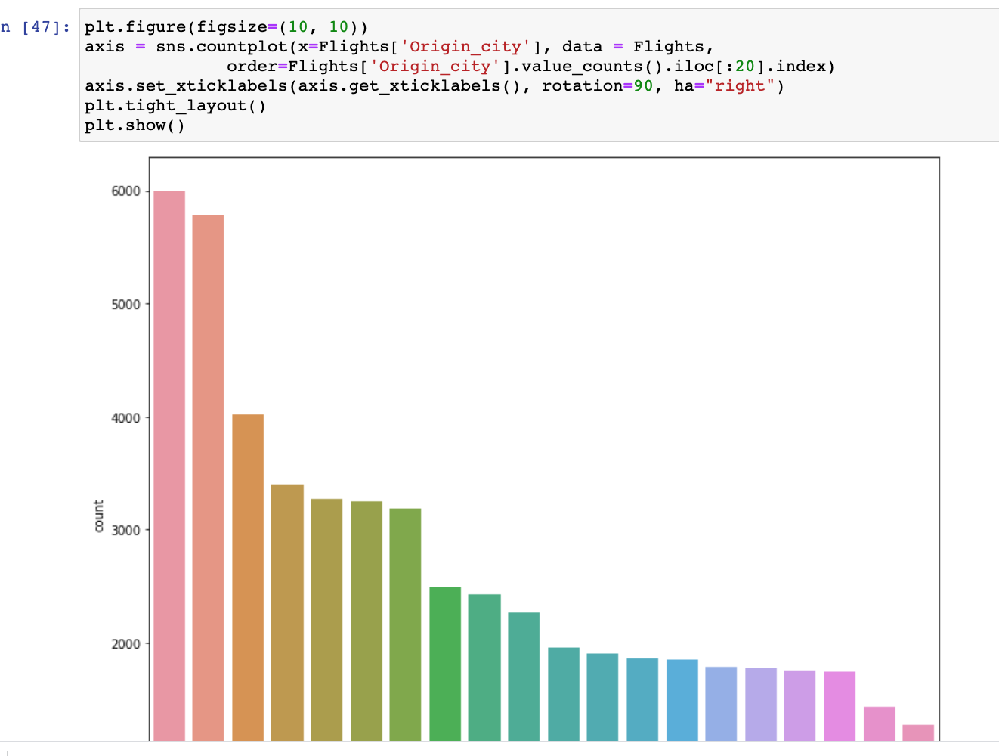 n [47]:
plt.figure(figsize=(10, 10))
axis = sns.countplot(x=Flights['Origin_city'], data = Flights,
order=Flights['Origin_city'].value_counts().iloc[:20].index)
axis.set_xticklabels(axis.get_xticklabels(), rotation=90, ha="right")
plt.tight_layout()
plt.show()
6000
5000
4000
3000
2000
count